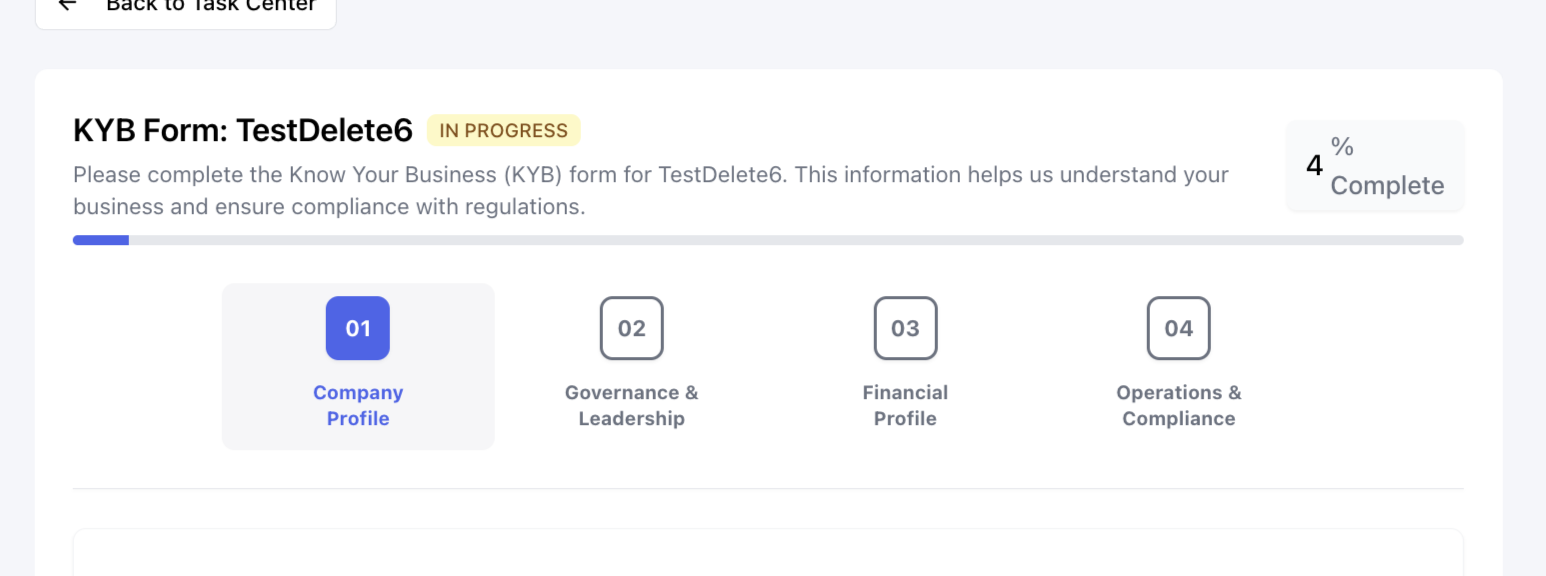 Back to Task Center
KYB Form: TestDelete6
IN PROGRESS
Please complete the Know Your Business (KYB) form for TestDelete6. This information helps us understand your
business and ensure compliance with regulations.
4
%
Complete
01
Company
Profile
02
Governance &
Leadership
03
Financial
Profile
04
Operations &
Compliance